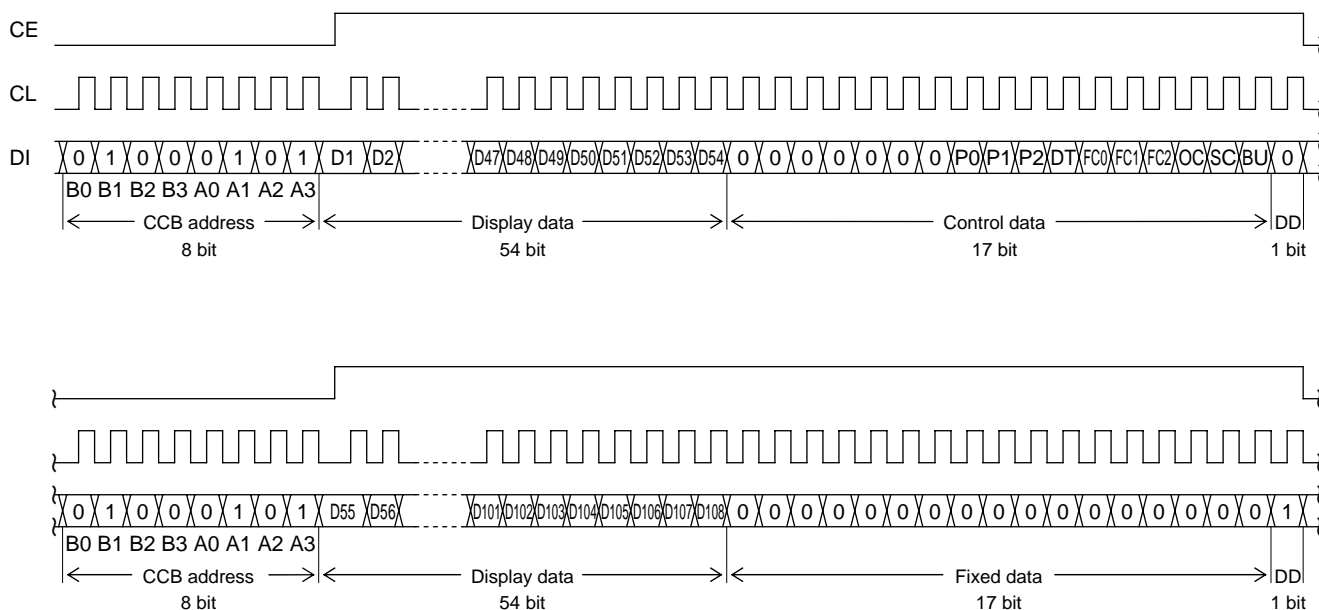 CE
CL
DI 0 1 0 0 0 1 0 1 D1 D2 D47 D48 D49 D50 D51 D52 D53 D54 0 0 0 0 0 0 0 P0 P1 P2 DT FC0 FC1 FC2 OC SC BU 0
B0 B1 B2 B3 A0 A1 A2 A3
CCB address Display data Control data DD
8 bit 54 bit 17 bit 1 bit
0 1 0 0 0 1 0 1 D55 D56 D101 D102 D103 D104 D105 D106 D107 D108 0 0 0 0 0 0 0 0 0 0 0 0 0 0 0 0 0 1
B0 B1 B2 B3 A0 A1 A2 A3
CCB address Display data Fixed data DD
8 bit 54 bit 17 bit 1 bit